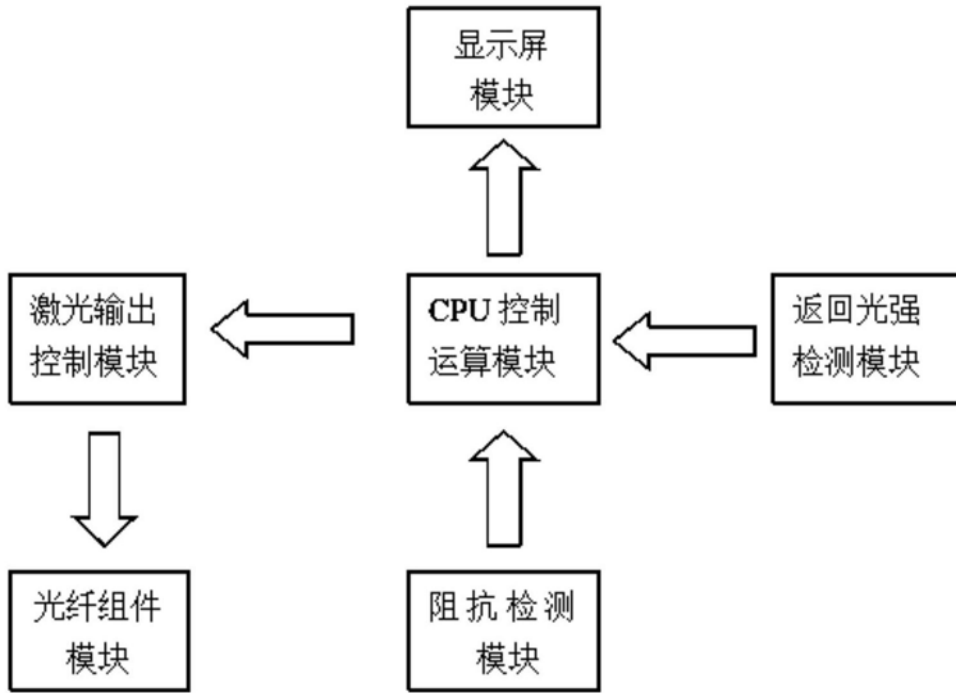 显示屏
模块
激光输出
控制模块
CPU 控制
运算模块
返回光强
检测模块
光纤组件
模块
阻抗检测
模块